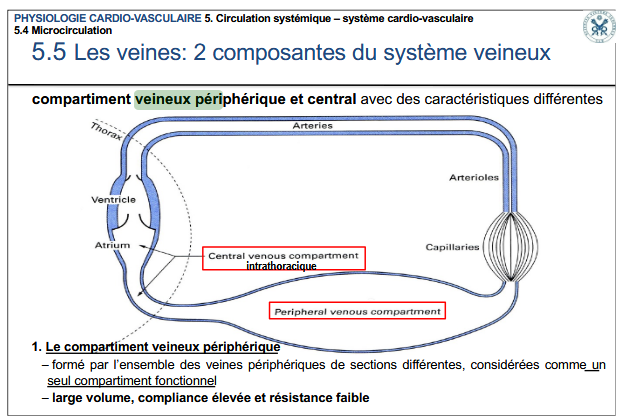 PHYSIOLOGIE CARDIO-VASCULAIRE 5. Circulation systémique – système cardio-vasculaire
5.4 Microcirculation
5.5 Les veines: 2 composantes du système veineux
compartiment veineux périphérique et central avec des caractéristiques différentes
Thorax
Arteries
Arterioles
Ventricle
Atrium
Capillaries
Central venous compartment
intrathoracique
Peripheral venous compartment
1. Le compartiment veineux périphérique
– formé par l'ensemble des veines périphériques de sections différentes, considérées comme un
seul compartiment fonctionnel
– large volume, compliance élevée et résistance faible